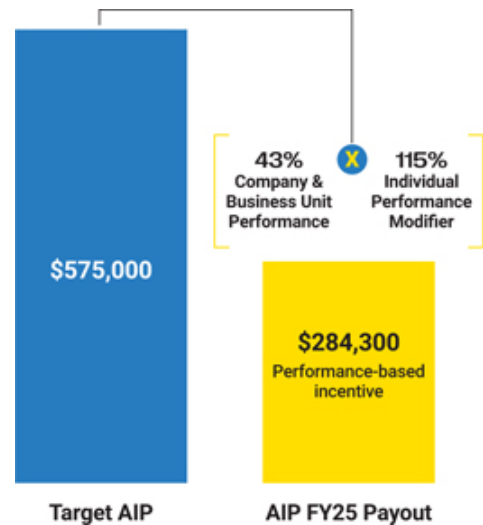 43%
Company &
Business Unit
Performance
X
115%
Individual
Performance
Modifier
$575,000
$284,300
Performance-based
incentive
Target AIP
AIP FY25 Payout